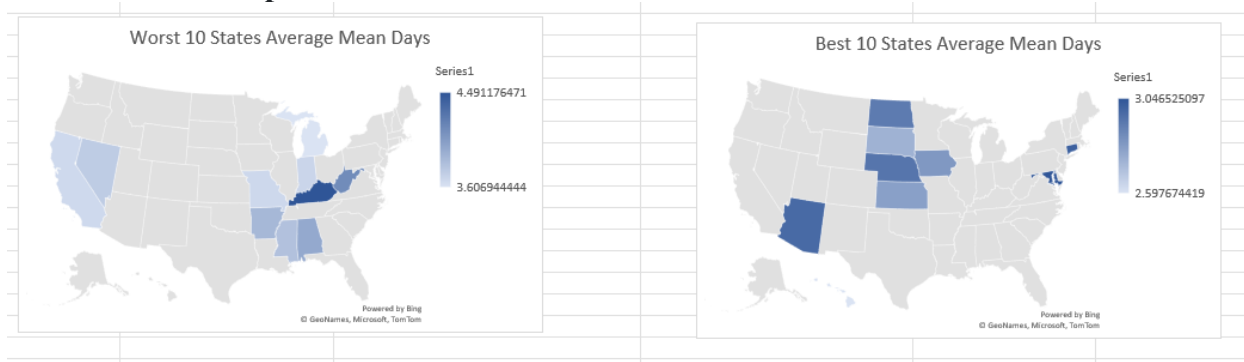 Worst 10 States Average Mean Days
Series1
4.491176471
3.606944444
Powered by Bing
© GeoNames, Microsoft, TomTom
Best 10 States Average Mean Days
Series1
3.046525097
2.597674419
Powered by Bing
© GeoNames, Microsoft, TomTom